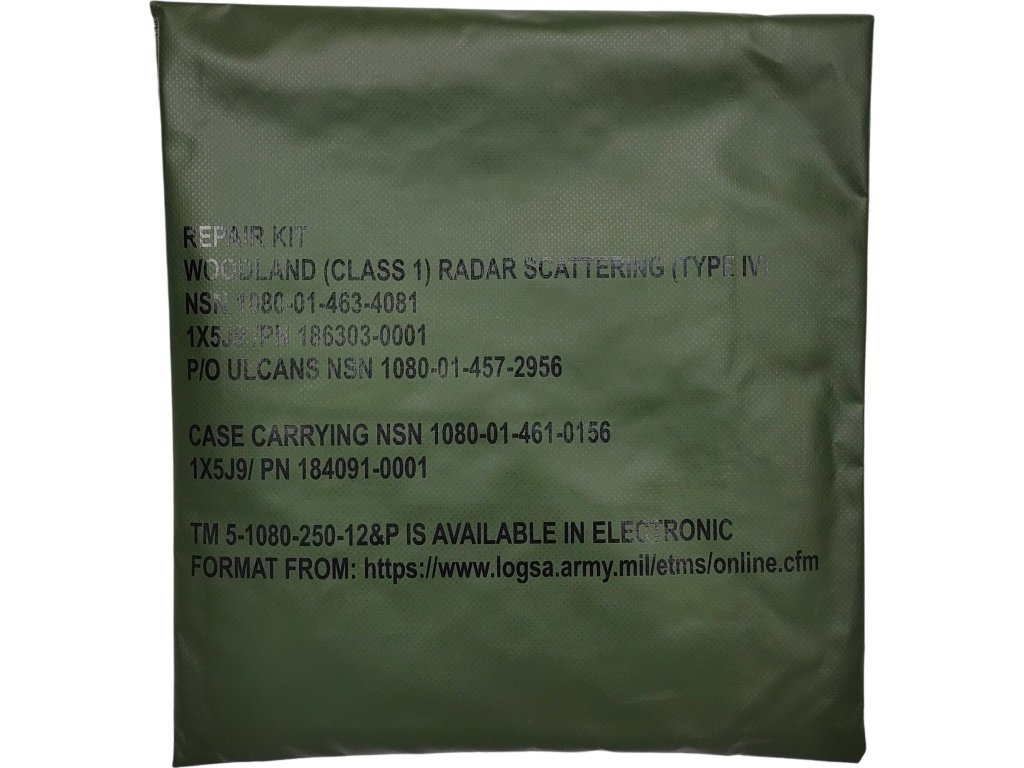 REPAIR KIT
WOODLAND (CLASS 1) RADAR SCATTERING (TYPE IV)
NSN 1080-01-463-4081
1X5J9 /PN 186303-0001
P/O ULCANS NSN 1080-01-457-2956
CASE CARRYING NSN 1080-01-461-0156
1X5J9/ PN 184091-0001
TM 5-1080-250-12&P IS AVAILABLE IN ELECTRONIC
FORMAT FROM: https://www.logsa.army.mil/etms/online.cfm